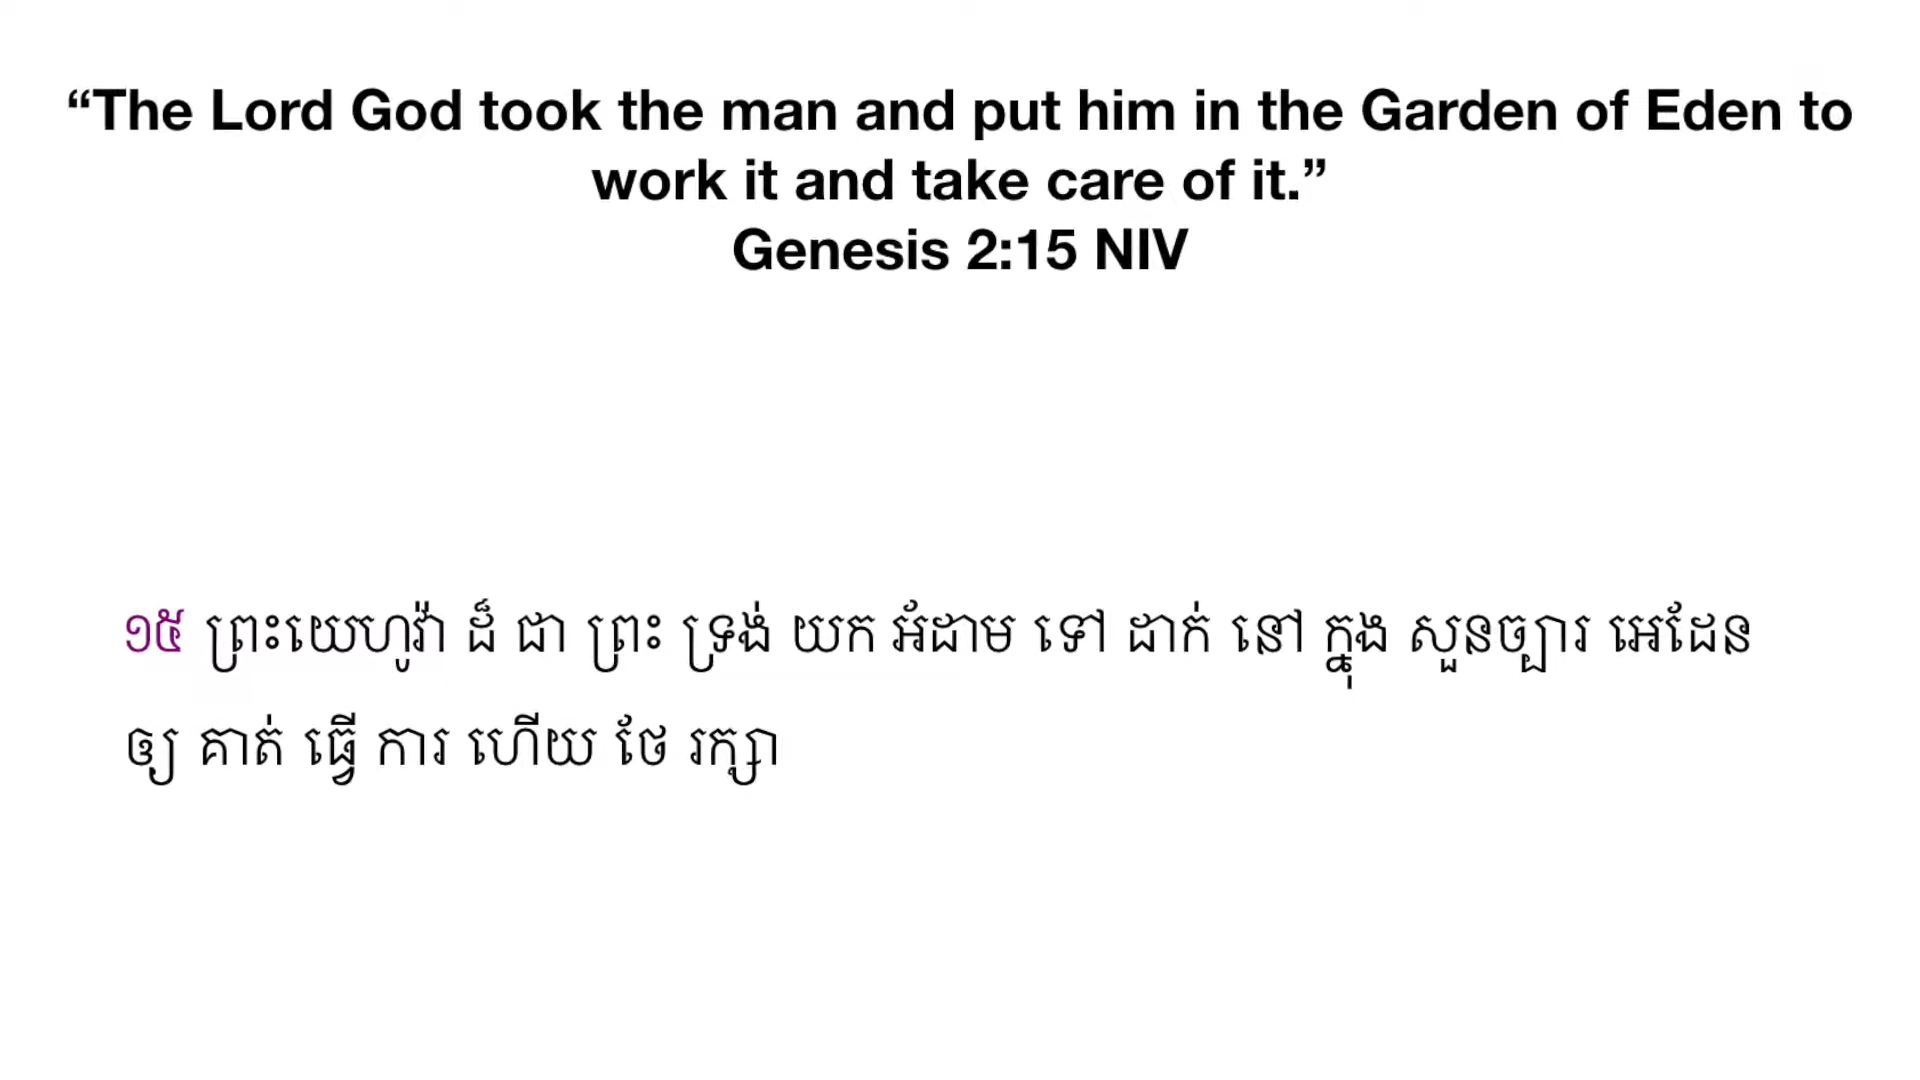 “The Lord God took the man and put him in the Garden of Eden to
work it and take care of it.”
Genesis 2:15 NIV
១៥ ព្រះយេហូវ៉ា ដ៏ ជា ព្រះ ទ្រង់ យក អ័ដាម ទៅ ដាក់ នៅ ក្នុង សួនច្បារ អេដែន
ឲ្យ គាត់ ធ្វើ ការ ហើយ ថែ រក្សា